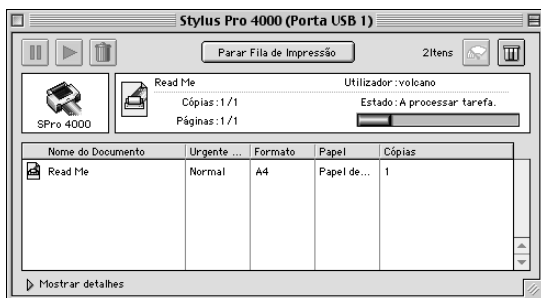 Stylus Pro 4000 (Porta USB 1)
Parar Fila de Impressão
2Itens
SPro 4000
Read Me
Utilizador:volcano
Cópias:1/1
Estado:A processar tarefa.
Páginas:1/1
Nome do Documento Urgente ... Formato Papel Cópias
Read Me Normal A4 Papel de... 1
Mostrar detalhes